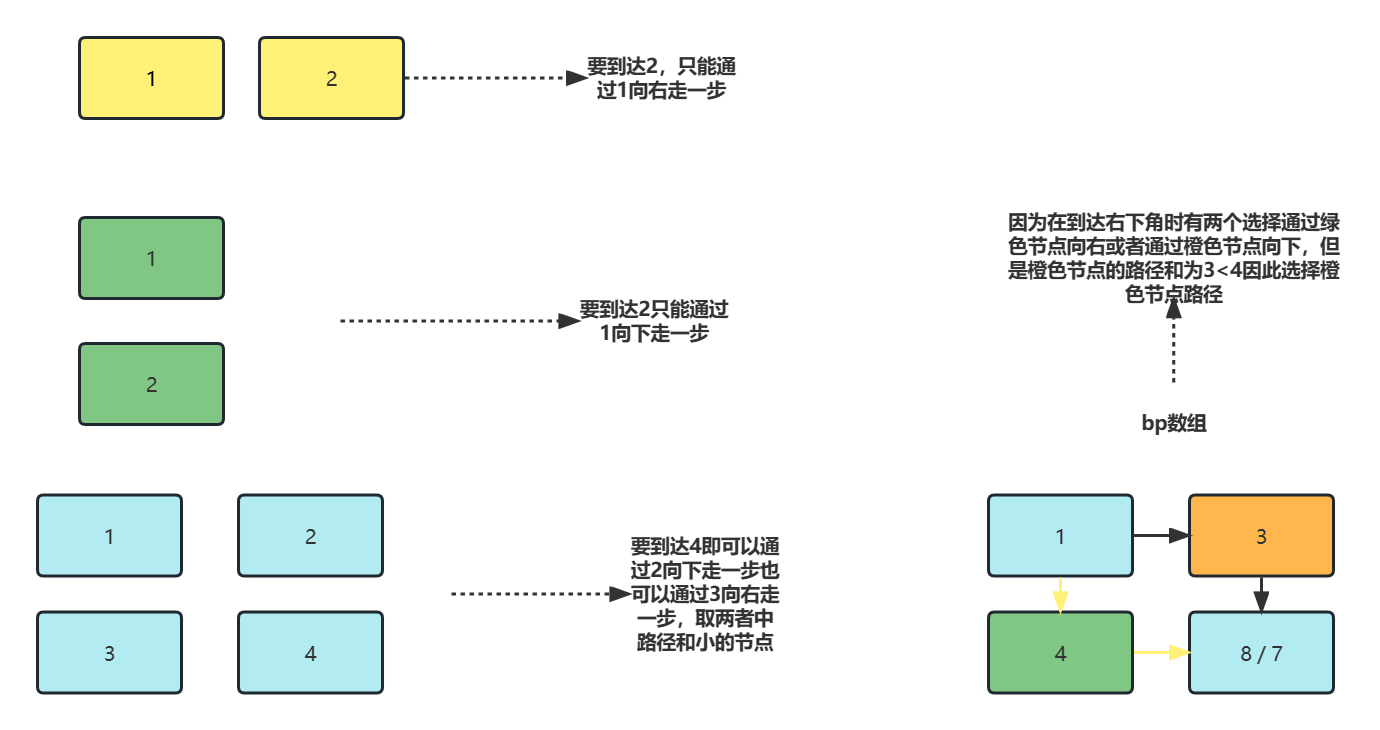 1
2
要到达2，只能通
过1向右走一步
1
2
要到达2只能通过
1向下走一步
1
2
3
4
要到达4即可以通
过2向下走一步也
可以通过3向右走
一步，取两者中
路径和小的节点
因为在到达右下角时有两个选择通过绿
色节点向右或者通过橙色节点向下，但
是橙色节点的路径和为3<4因此选择橙
色节点路径
bp数组
1
3
4
8 / 7